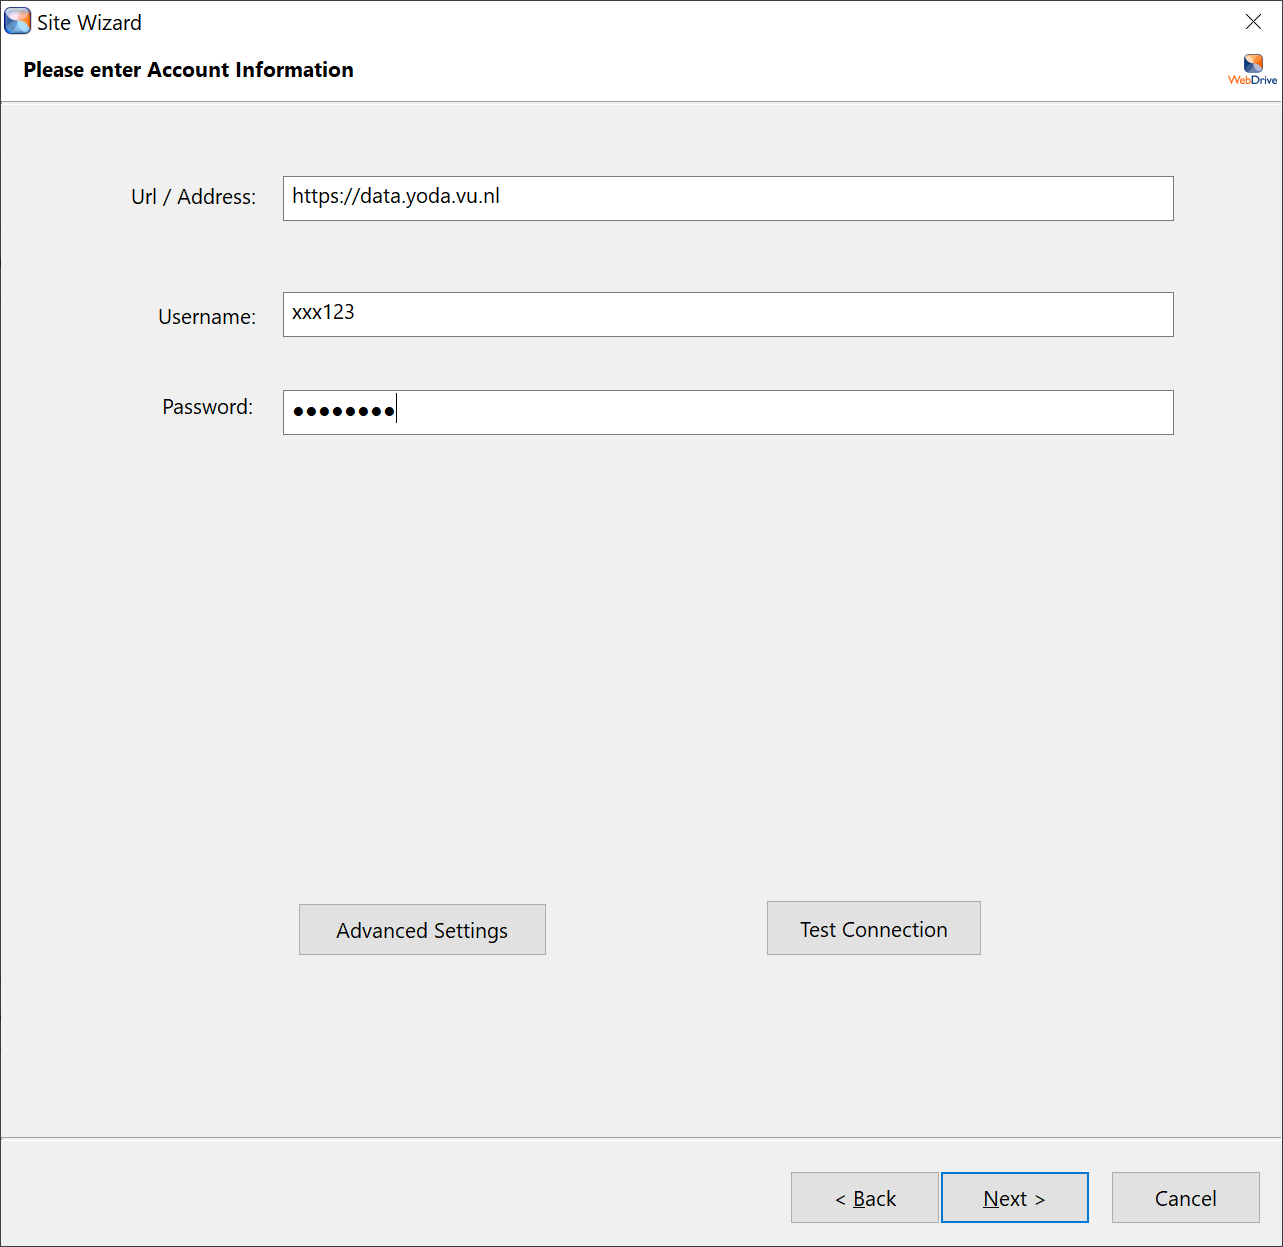 Site Wizard
Please enter Account Information
WebDrive
Url / Address:
https://data.yoda.vu.nl
Username:
xxx123
Password:
●●●●●●●●
Advanced Settings
Test Connection
< Back
Next >
Cancel